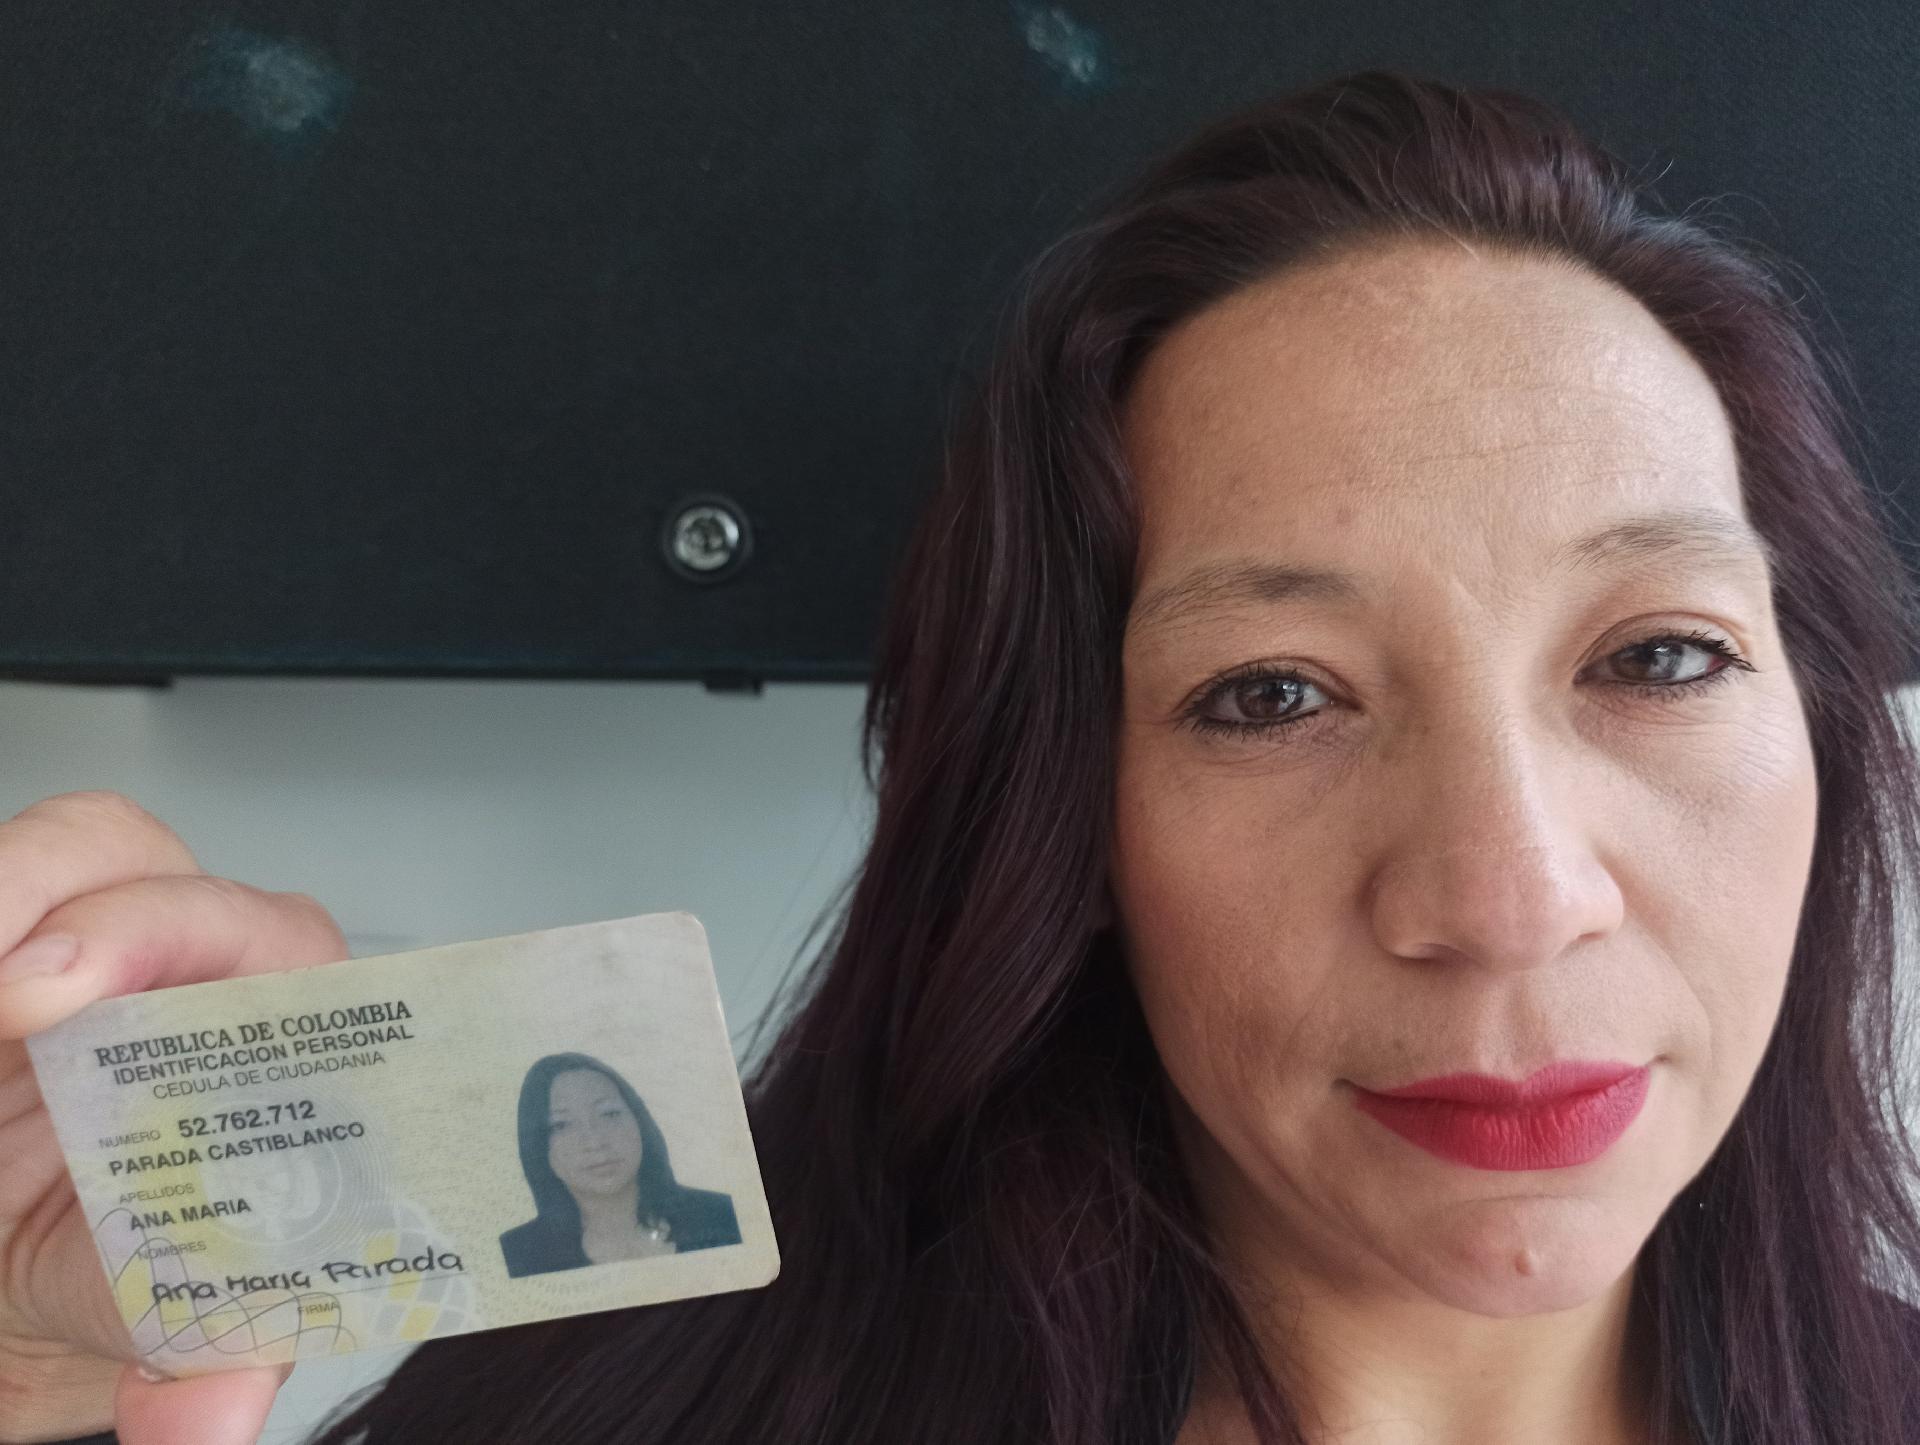 REPUBLICA DE COLOMBIA
IDENTIFICACION PERSONAL
CEDULA DE CIUDADANIA
NUMERO 52.762.712
PARADA CASTIBLANCO
APELLIDOS
ANA MARIA
NOMBRES
Ana Maria Parada
FIRMA